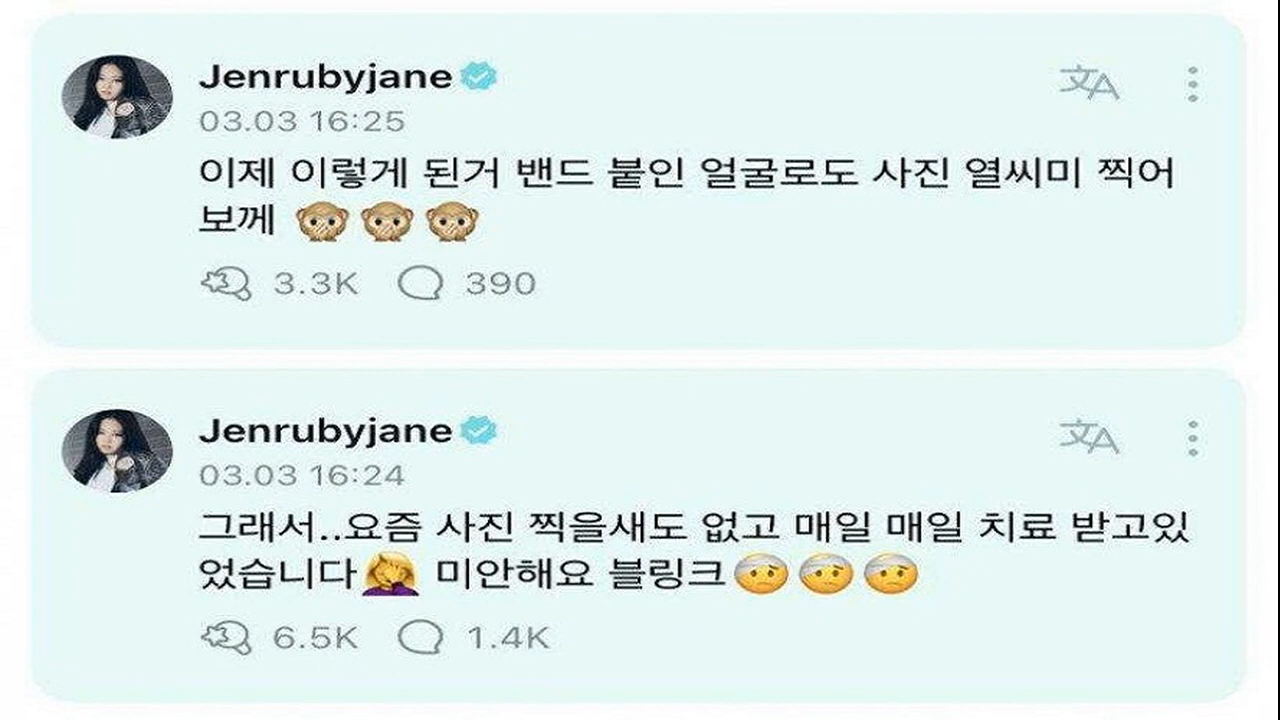 Jenrubyjane
03.03 16:25
이제 이렇게 된거 밴드 붙인 얼굴로도 사진 열씨미 찍어
보께 🙊🙊🙊
3.3K 390
Jenrubyjane
03.03 16:24
그래서..요즘 사진 찍을새도 없고 매일 매일 치료 받고있
었습니다🤦‍♀️ 미안해요 블링크🤕🤕🤕
6.5K 1.4K